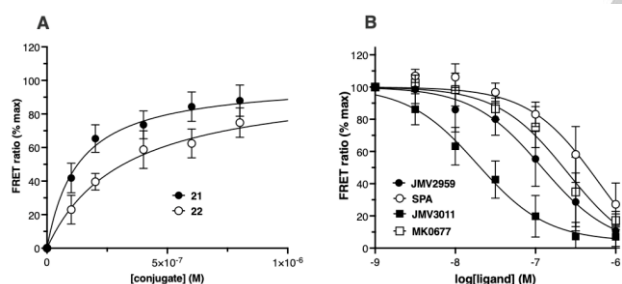 A
FRET ratio (% max)
120
100
80
60
40
20
0
21
22
0
5×10⁻⁷
1×10⁻⁶
[conjugate] (M)
B
FRET ratio (% max)
120
100
80
60
40
20
0
JMV2959
SPA
JMV3011
MK0677
-9
-8
-7
-6
log[ligand] (M)